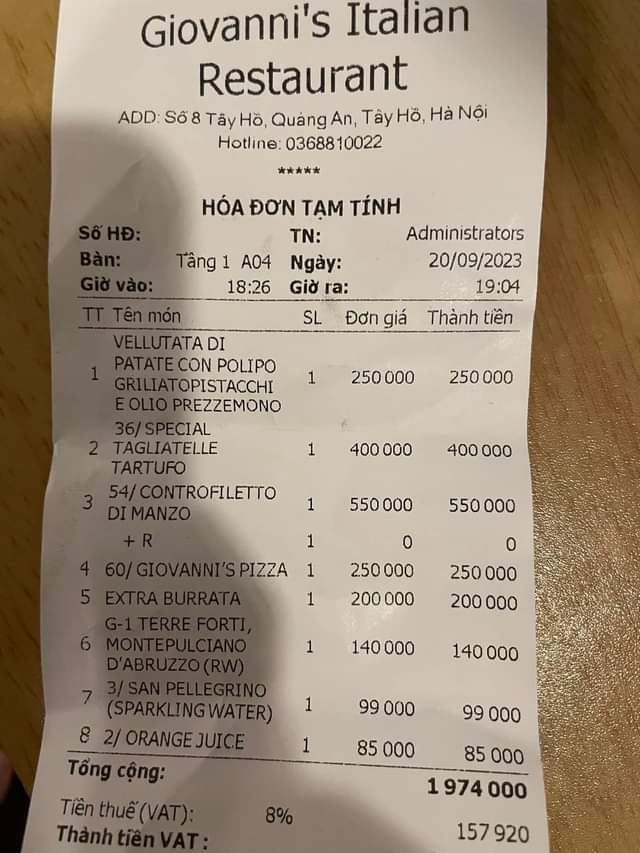 Giovanni's Italian
Restaurant
ADD: Số 8 Tây Hồ, Quảng An, Tây Hồ, Hà Nội
Hotline: 0368810022
*****
HÓA ĐƠN TẠM TÍNH
Số HĐ: TN: Administrators
Bàn: Tầng 1 A04 Ngày: 20/09/2023
Giờ vào: 18:26 Giờ ra: 19:04
TT Tên món SL Đơn giá Thành tiền
VELLUTATA DI
PATATE CON POLIPO
1 GRILIATOPISTACCHI 1 250 000 250 000
E OLIO PREZZEMONO
36/ SPECIAL
2 TAGLIATELLE 1 400 000 400 000
TARTUFO
3 54/ CONTROFILETTO 1 550 000 550 000
DI MANZO
+ R 1 0 0
4 60/ GIOVANNI'S PIZZA 1 250 000 250 000
5 EXTRA BURRATA 1 200 000 200 000
G-1 TERRE FORTI,
6 MONTEPULCIANO 1 140 000 140 000
D'ABRUZZO (RW)
7 3/ SAN PELLEGRINO 1 99 000 99 000
(SPARKLING WATER)
8 2/ ORANGE JUICE 1 85 000 85 000
Tổng cộng: 1 974 000
Tiền thuế (VAT): 8%
Thành tiền VAT : 157 920